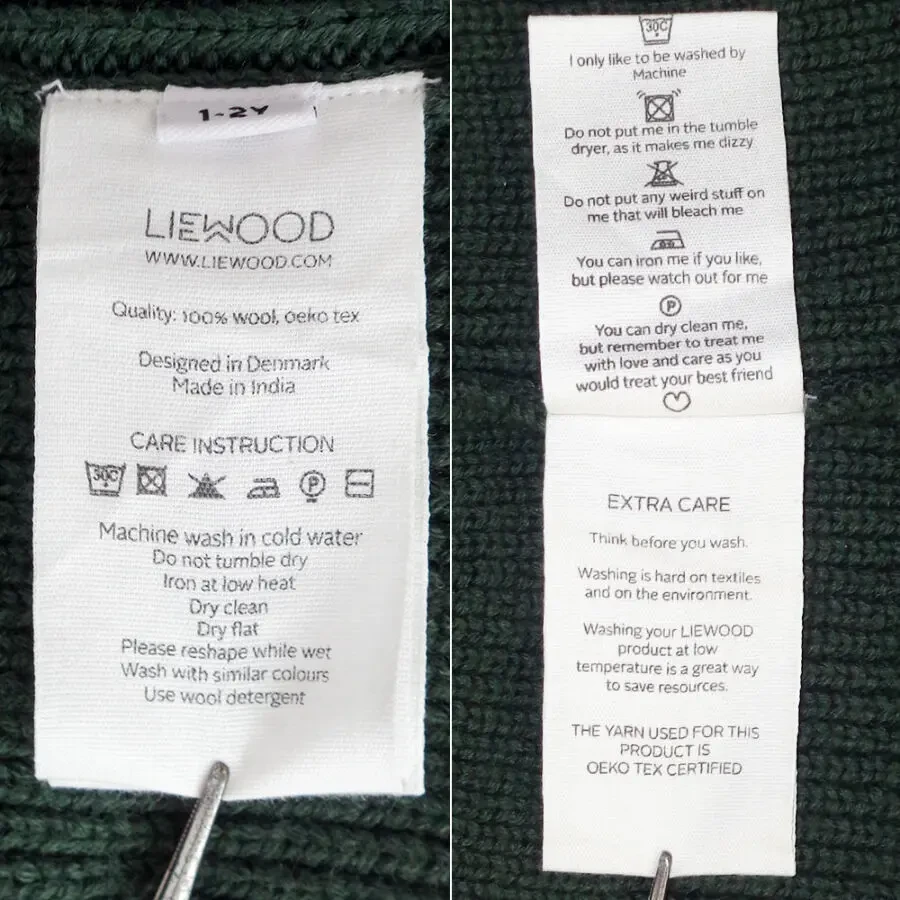 1-2Y
LIEWOOD
WWW.LIEWOOD.COM
Quality: 100% wool, oeko tex
Designed in Denmark
Made in India
CARE INSTRUCTION
30C
P
Machine wash in cold water
Do not tumble dry
Iron at low heat
Dry clean
Dry flat
Please reshape while wet
Wash with similar colours
Use wool detergent
30C
I only like to be washed by
Machine
Do not put me in the tumble
dryer, as it makes me dizzy
Do not put any weird stuff on
me that will bleach me
You can iron me if you like,
but please watch out for me
P
You can dry clean me,
but remember to treat me
with love and care as you
would treat your best friend
EXTRA CARE
Think before you wash.
Washing is hard on textiles
and on the environment.
Washing your LIEWOOD
product at low
temperature is a great way
to save resources.
THE YARN USED FOR THIS
PRODUCT IS
OEKO TEX CERTIFIED